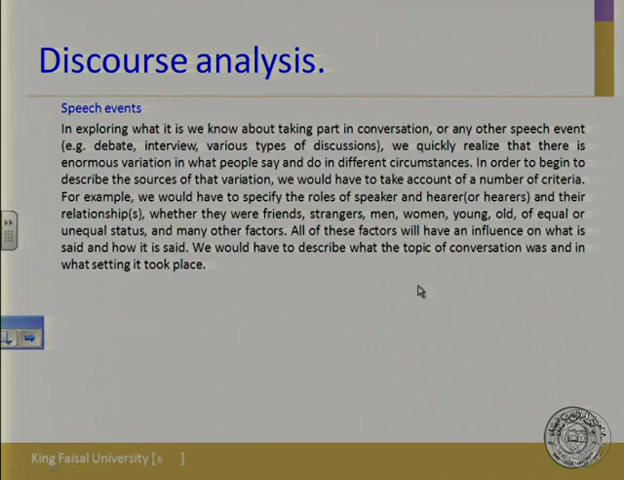 Discourse analysis.
Speech events
In exploring what it is we know about taking part in conversation, or any other speech event
(e.g. debate, interview, various types of discussions), we quickly realize that there is
enormous variation in what people say and do in different circumstances. In order to begin to
describe the sources of that variation, we would have to take account of a number of criteria.
For example, we would have to specify the roles of speaker and hearer(or hearers) and their
relationship(s), whether they were friends, strangers, men, women, young, old, of equal or
unequal status, and many other factors. All of these factors will have an influence on what is
said and how it is said. We would have to describe what the topic of conversation was and in
what setting it took place.
King Faisal University [ 6 ]